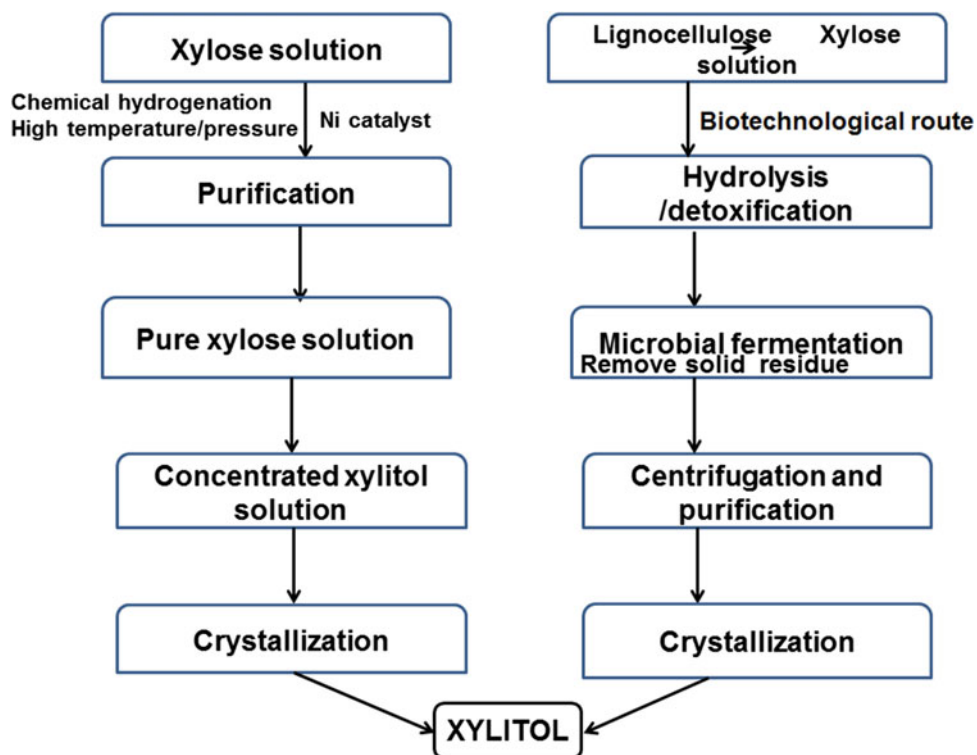 Xylose solution
Chemical hydrogenation
High temperature/pressure
Ni catalyst
Purification
Pure xylose solution
Concentrated xylitol
solution
Crystallization
Lignocellulose → Xylose
solution
Biotechnological route
Hydrolysis
/detoxification
Microbial fermentation
Remove solid residue
Centrifugation and
purification
Crystallization
XYLITOL